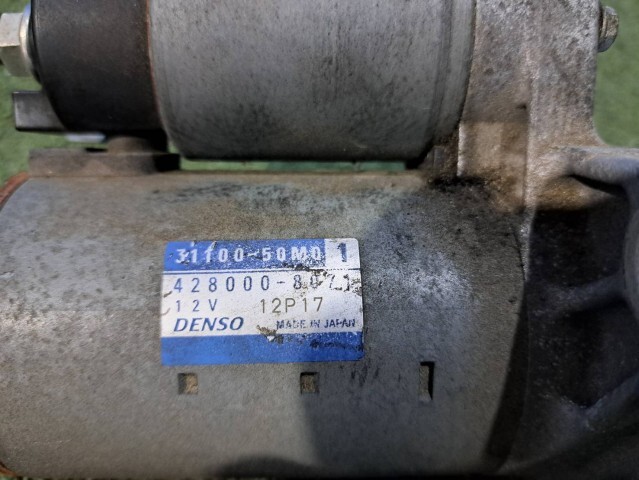 31100-50M0 1
428000-8071
12V 12P17
DENSO MADE IN JAPAN